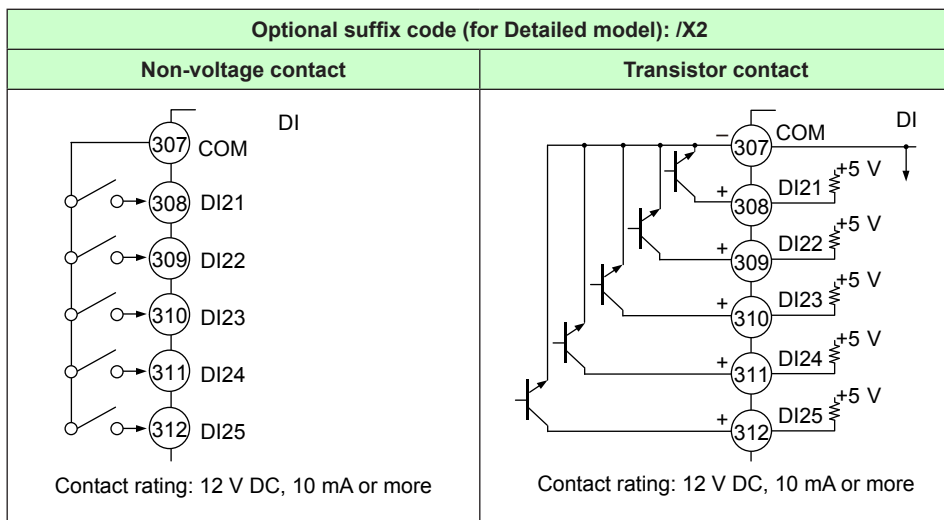 Optional suffix code (for Detailed model): /X2
Non-voltage contact
Transistor contact
DI
307 COM
308 DI21
309 DI22
310 DI23
311 DI24
312 DI25
Contact rating: 12 V DC, 10 mA or more
DI
– 307 COM
+ 308 DI21 +5 V
+ 309 DI22 +5 V
+ 310 DI23 +5 V
+ 311 DI24 +5 V
+ 312 DI25 +5 V
Contact rating: 12 V DC, 10 mA or more